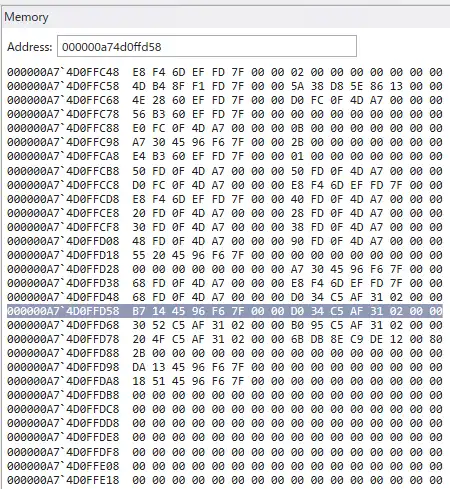 Memory
Address: 000000a74d0ffd58
000000A7`4D0FFC48 E8 F4 6D EF FD 7F 00 00 02 00 00 00 00 00 00 00
000000A7`4D0FFC58 4D B4 8F F1 FD 7F 00 00 5A 38 D8 5E 86 13 00 00
000000A7`4D0FFC68 4E 28 60 EF FD 7F 00 00 D0 FC 0F 4D A7 00 00 00
000000A7`4D0FFC78 56 B3 60 EF FD 7F 00 00 00 00 00 00 00 00 00 00
000000A7`4D0FFC88 E0 FC 0F 4D A7 00 00 00 0B 00 00 00 00 00 00 00
000000A7`4D0FFC98 A7 30 45 96 F6 7F 00 00 2B 00 00 00 00 00 00 00
000000A7`4D0FFCA8 E4 B3 60 EF FD 7F 00 00 01 00 00 00 00 00 00 00
000000A7`4D0FFCB8 50 FD 0F 4D A7 00 00 00 50 FD 0F 4D A7 00 00 00
000000A7`4D0FFCC8 D0 FC 0F 4D A7 00 00 00 E8 F4 6D EF FD 7F 00 00
000000A7`4D0FFCD8 E8 F4 6D EF FD 7F 00 00 40 FD 0F 4D A7 00 00 00
000000A7`4D0FFCE8 20 FD 0F 4D A7 00 00 00 28 FD 0F 4D A7 00 00 00
000000A7`4D0FFCF8 30 FD 0F 4D A7 00 00 00 38 FD 0F 4D A7 00 00 00
000000A7`4D0FFD08 48 FD 0F 4D A7 00 00 00 90 FD 0F 4D A7 00 00 00
000000A7`4D0FFD18 55 20 45 96 F6 7F 00 00 00 00 00 00 00 00 00 00
000000A7`4D0FFD28 00 00 00 00 00 00 00 00 A7 30 45 96 F6 7F 00 00
000000A7`4D0FFD38 68 FD 0F 4D A7 00 00 00 E8 F4 6D EF FD 7F 00 00
000000A7`4D0FFD48 68 FD 0F 4D A7 00 00 00 D0 34 C5 AF 31 02 00 00
000000A7`4D0FFD58 B7 14 45 96 F6 7F 00 00 D0 34 C5 AF 31 02 00 00
000000A7`4D0FFD68 30 52 C5 AF 31 02 00 00 B0 95 C5 AF 31 02 00 00
000000A7`4D0FFD78 20 4F C5 AF 31 02 00 00 6B DB 8E C9 DE 12 00 80
000000A7`4D0FFD88 2B 00 00 00 00 00 00 00 00 00 00 00 00 00 00 00
000000A7`4D0FFD98 DA 13 45 96 F6 7F 00 00 00 00 00 00 00 00 00 00
000000A7`4D0FFDA8 18 51 45 96 F6 7F 00 00 00 00 00 00 00 00 00 00
000000A7`4D0FFDB8 00 00 00 00 00 00 00 00 00 00 00 00 00 00 00 00
000000A7`4D0FFDC8 00 00 00 00 00 00 00 00 00 00 00 00 00 00 00 00
000000A7`4D0FFDD8 00 00 00 00 00 00 00 00 00 00 00 00 00 00 00 00
000000A7`4D0FFDE8 00 00 00 00 00 00 00 00 00 00 00 00 00 00 00 00
000000A7`4D0FFDF8 00 00 00 00 00 00 00 00 00 00 00 00 00 00 00 00
000000A7`4D0FFE08 00 00 00 00 00 00 00 00 00 00 00 00 00 00 00 00
000000A7`4D0FFE18 00 00 00 00 00 00 00 00 00 00 00 00 00 00 00 00